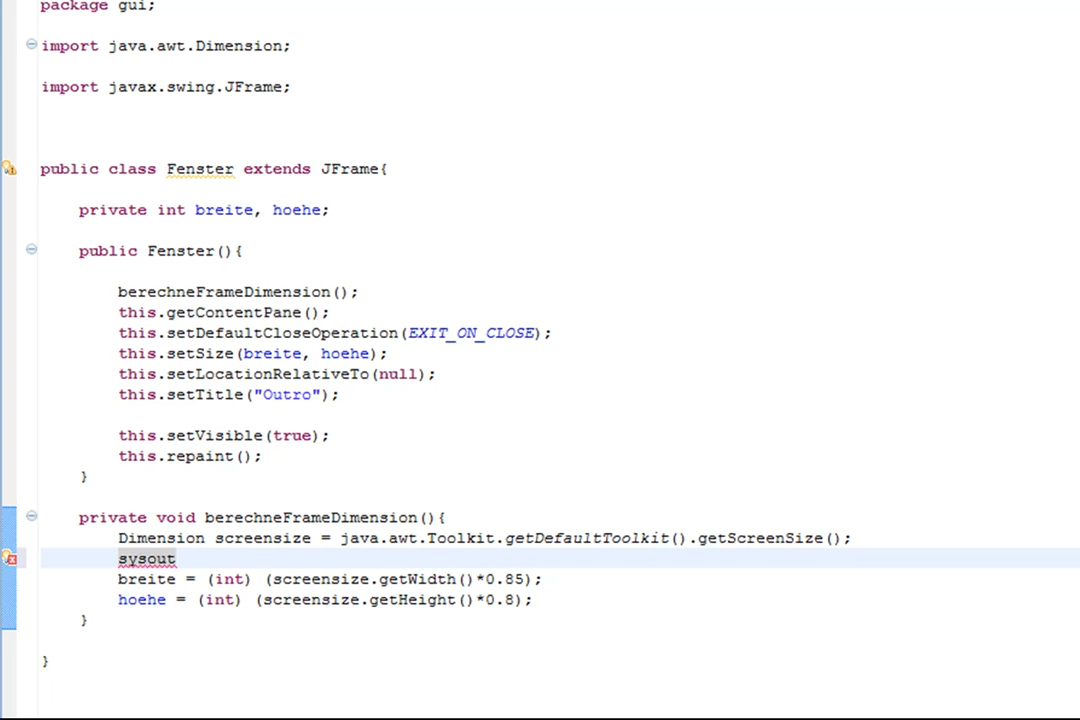 package gui;
import java.awt.Dimension;
import javax.swing.JFrame;
public class Fenster extends JFrame{
private int breite, hoehe;
public Fenster(){
berechneFrameDimension();
this.getContentPane();
this.setDefaultCloseOperation(EXIT_ON_CLOSE);
this.setSize(breite, hoehe);
this.setLocationRelativeTo(null);
this.setTitle("Outro");
this.setVisible(true);
this.repaint();
}
private void berechneFrameDimension(){
Dimension screensize = java.awt.Toolkit.getDefaultToolkit().getScreenSize();
sysout
breite = (int) (screensize.getWidth()*0.85);
hoehe = (int) (screensize.getHeight()*0.8);
}
}